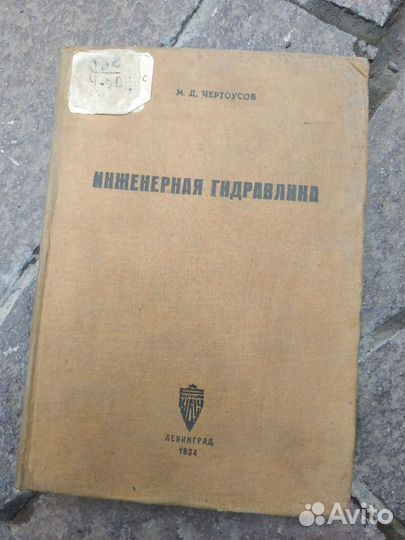 М. Д. ЧЕРТОУСОВ
ИНЖЕНЕРНАЯ ГИДРАВЛИКА
ЛЕНИНГРАД
1934
Avito